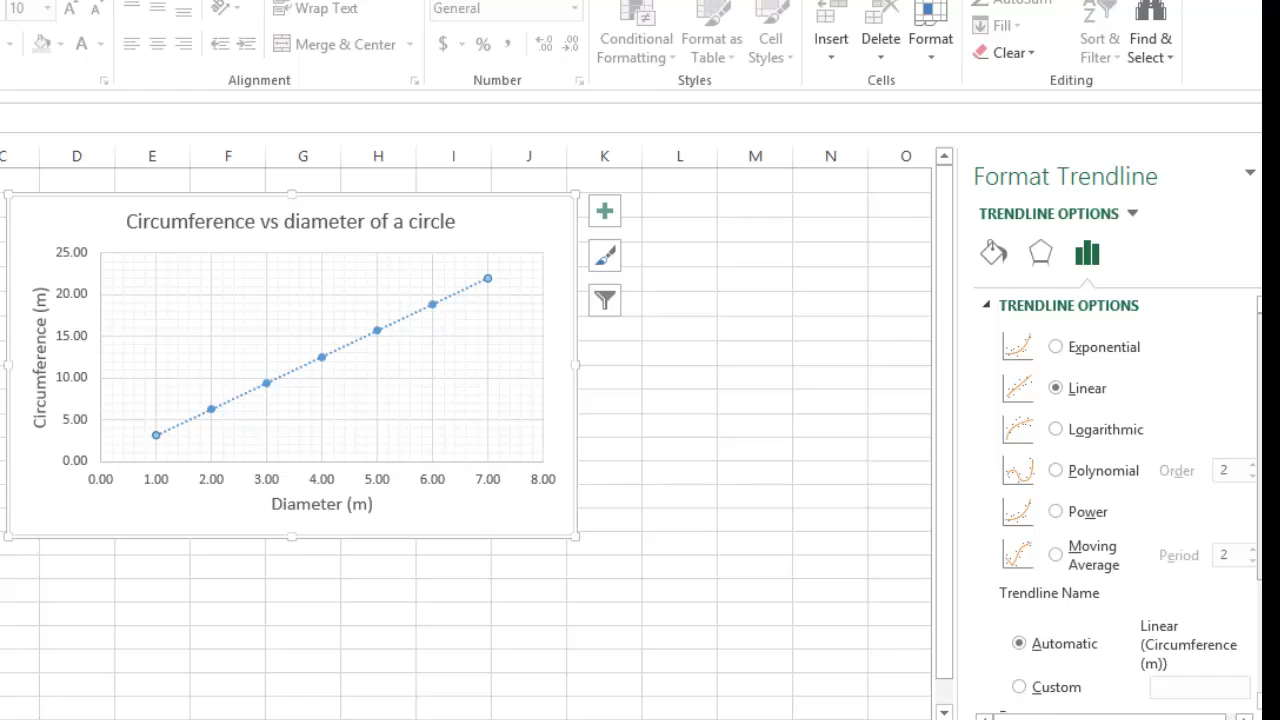 10 A A Wrap Text General AutoSum
A Merge & Center $ % , .00 Fill
Conditional Formatting Format as Table Cell Styles Insert Delete Format Clear Sort & Filter Find & Select
Alignment Number Styles Cells Editing
C D E F G H I J K L M N O
Circumference vs diameter of a circle
25.00
20.00
15.00
10.00
5.00
0.00
Circumference (m)
0.00 1.00 2.00 3.00 4.00 5.00 6.00 7.00 8.00
Diameter (m)
Format Trendline
TRENDLINE OPTIONS
TRENDLINE OPTIONS
Exponential
Linear
Logarithmic
Polynomial Order 2
Power
Moving
Average Period 2
Trendline Name
Automatic Linear
(Circumference
(m))
Custom